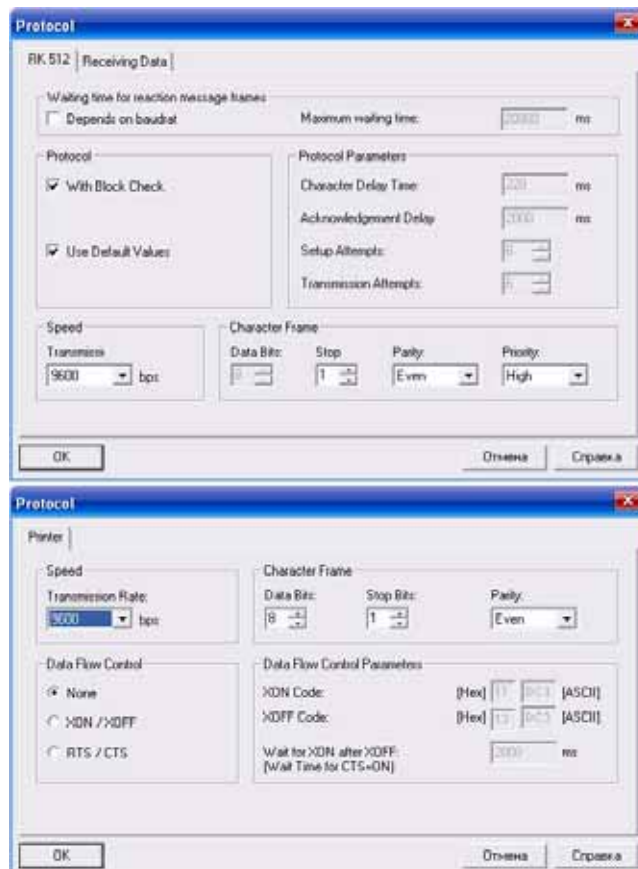 Protocol
RK 512 Receiving Data
Waiting time for reaction message frames
Depends on baudrat Maximum waiting time: 20000 ms
Protocol Protocol Parameters
With Block Check Character Delay Time: 220 ms
Acknowledgement Delay 2000 ms
Use Default Values Setup Attempts: 6
Transmission Attempts: 6
Speed Character Frame
Transmissi Data Bits: Stop Parity: Priority:
9600 bps 8 1 Even High
OK Отмена Справка
Protocol
Printer
Speed Character Frame
Transmission Rate: Data Bits: Stop Bits: Parity:
9600 bps 8 1 Even
Data Flow Control Data Flow Control Parameters
None XON Code: [Hex] 11 [ASCII]
XON / XOFF XOFF Code: [Hex] 13 DC3 [ASCII]
RTS / CTS Wait for XON after XOFF: 2000 ms
(Wait Time for CTS=ON)
OK Отмена Справка